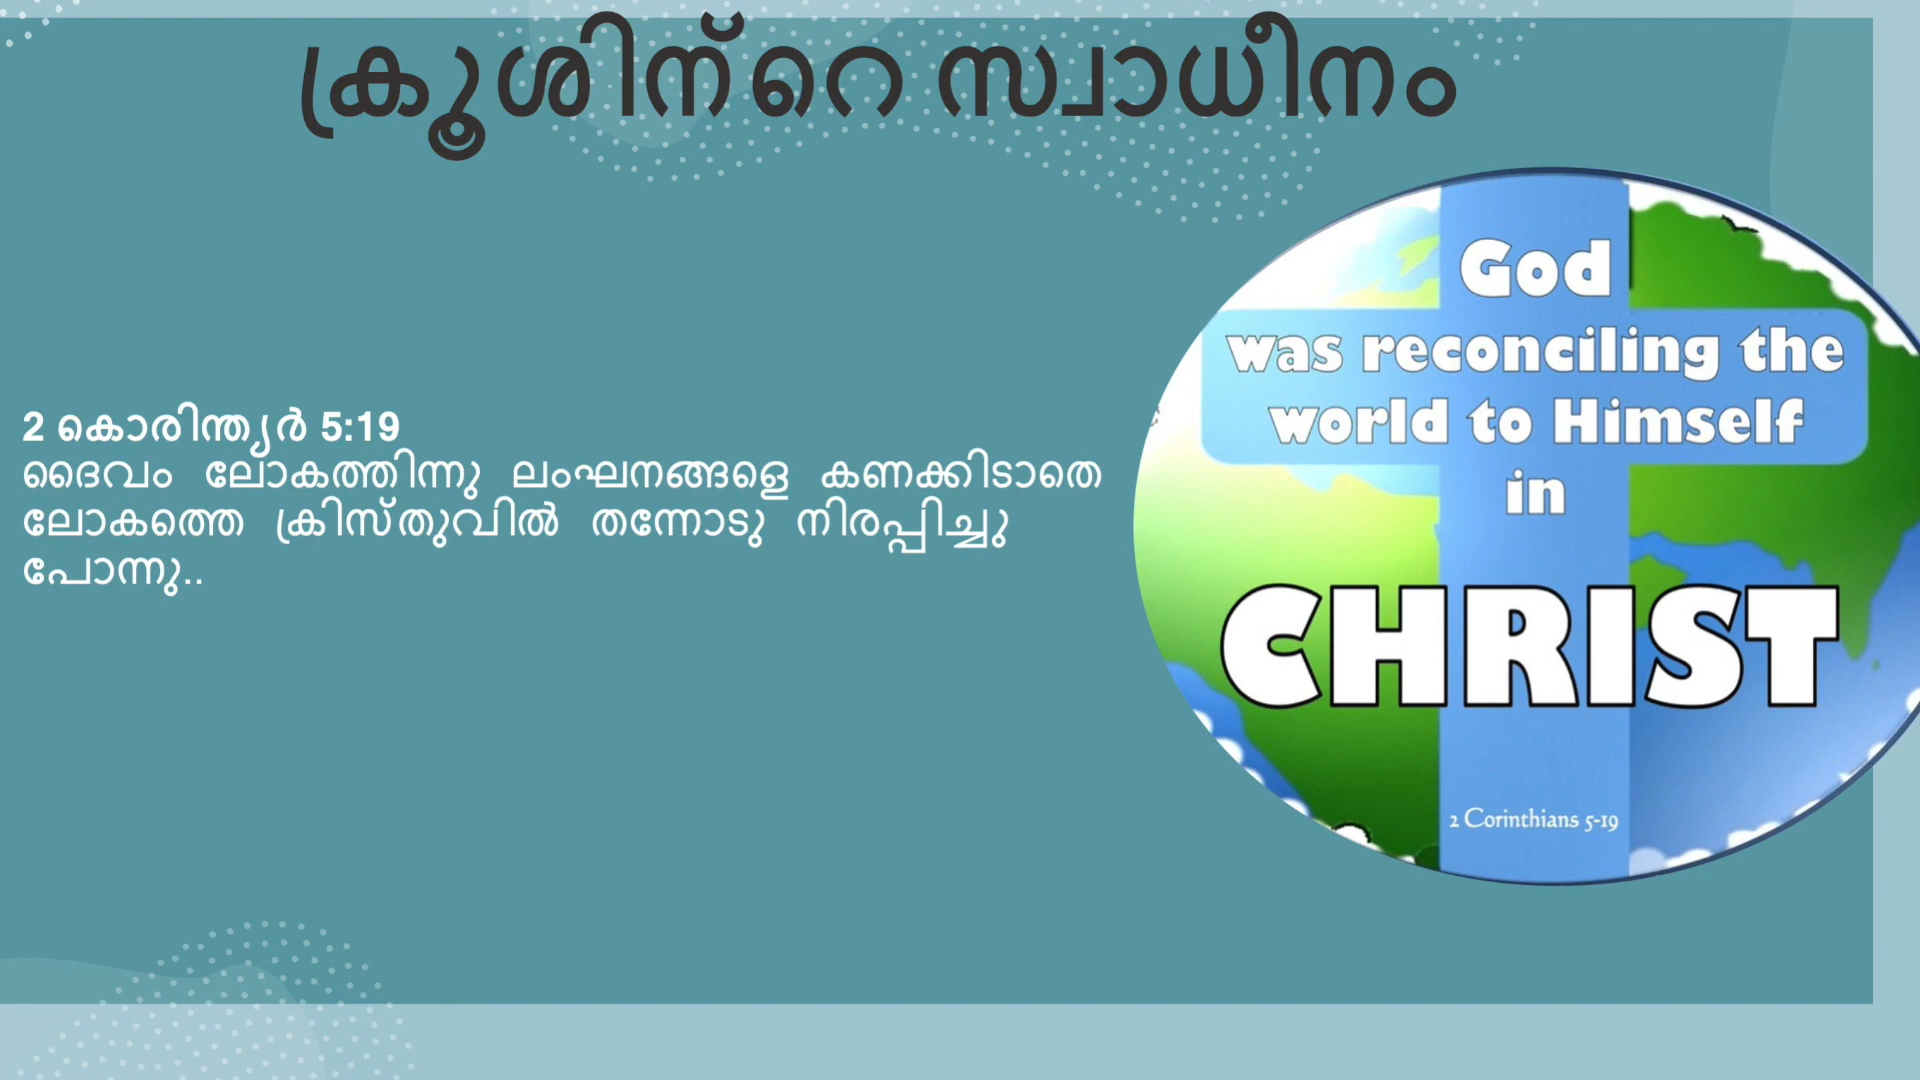 ക്രൂശിന്റെ സ്വാധീനം
2 കൊരിന്ത്യർ 5:19
ദൈവം ലോകത്തിന്നു ലംഘനങ്ങളെ കണക്കിടാതെ
ലോകത്തെ ക്രിസ്തുവിൽ തന്നോടു നിരപ്പിച്ചു
പോന്നു..
God
was reconciling the
world to Himself
in
CHRIST
2 Corinthians 5-19